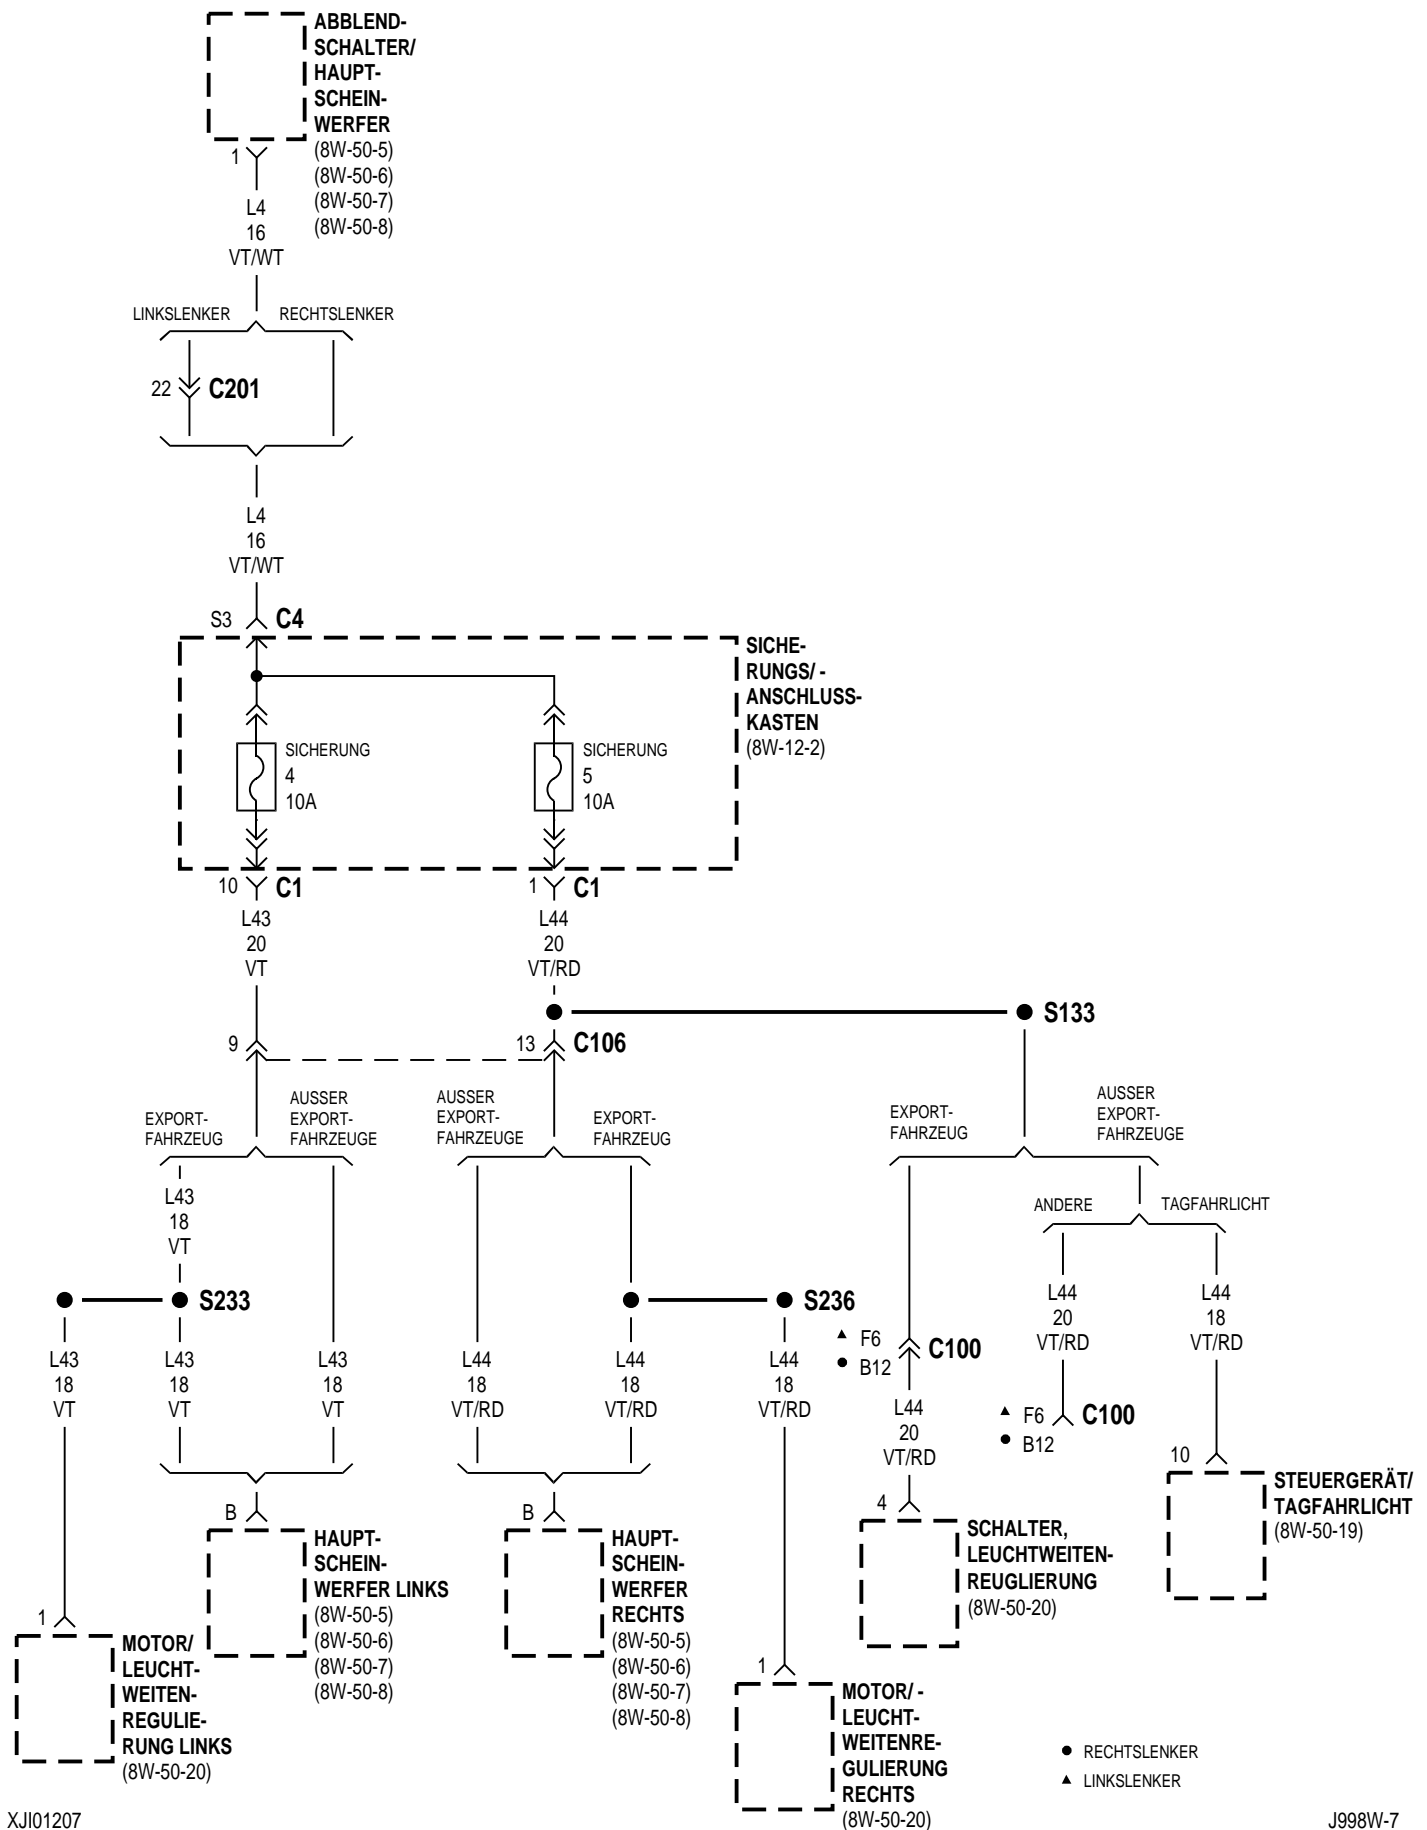 ABBLEND-
SCHALTER/
HAUPT-
SCHEIN-
WERFER
(8W-50-5)
(8W-50-6)
(8W-50-7)
(8W-50-8)
1
L4
16
VT/WT
LINKSLENKER
RECHTSLENKER
22
C201
L4
16
VT/WT
S3
C4
SICHE-
RUNGS/ -
ANSCHLUSS-
KASTEN
(8W-12-2)
SICHERUNG
4
10A
SICHERUNG
5
10A
10
C1
1
C1
L43
20
VT
L44
20
VT/RD
S133
9
13
C106
EXPORT-
FAHRZEUG
AUSSER
EXPORT-
FAHRZEUGE
AUSSER
EXPORT-
FAHRZEUGE
EXPORT-
FAHRZEUG
EXPORT-
FAHRZEUG
AUSSER
EXPORT-
FAHRZEUGE
L43
18
VT
ANDERE
TAGFAHRLICHT
S233
S236
L43
18
VT
L43
18
VT
L43
18
VT
L44
18
VT/RD
L44
18
VT/RD
L44
18
VT/RD
▲ F6
● B12
C100
L44
20
VT/RD
L44
20
VT/RD
L44
18
VT/RD
▲ F6
● B12
C100
10
STEUERGERÄT/
TAGFAHRLICHT
(8W-50-19)
B
HAUPT-
SCHEIN-
WERFER LINKS
(8W-50-5)
(8W-50-6)
(8W-50-7)
(8W-50-8)
B
HAUPT-
SCHEIN-
WERFER
RECHTS
(8W-50-5)
(8W-50-6)
(8W-50-7)
(8W-50-8)
4
SCHALTER,
LEUCHTWEITEN-
REUGLIERUNG
(8W-50-20)
1
MOTOR/
LEUCHT-
WEITEN-
REGULIE-
RUNG LINKS
(8W-50-20)
1
MOTOR/ -
LEUCHT-
WEITENRE-
GULIERUNG
RECHTS
(8W-50-20)
● RECHTSLENKER
▲ LINKSLENKER
XJI01207
J998W-7